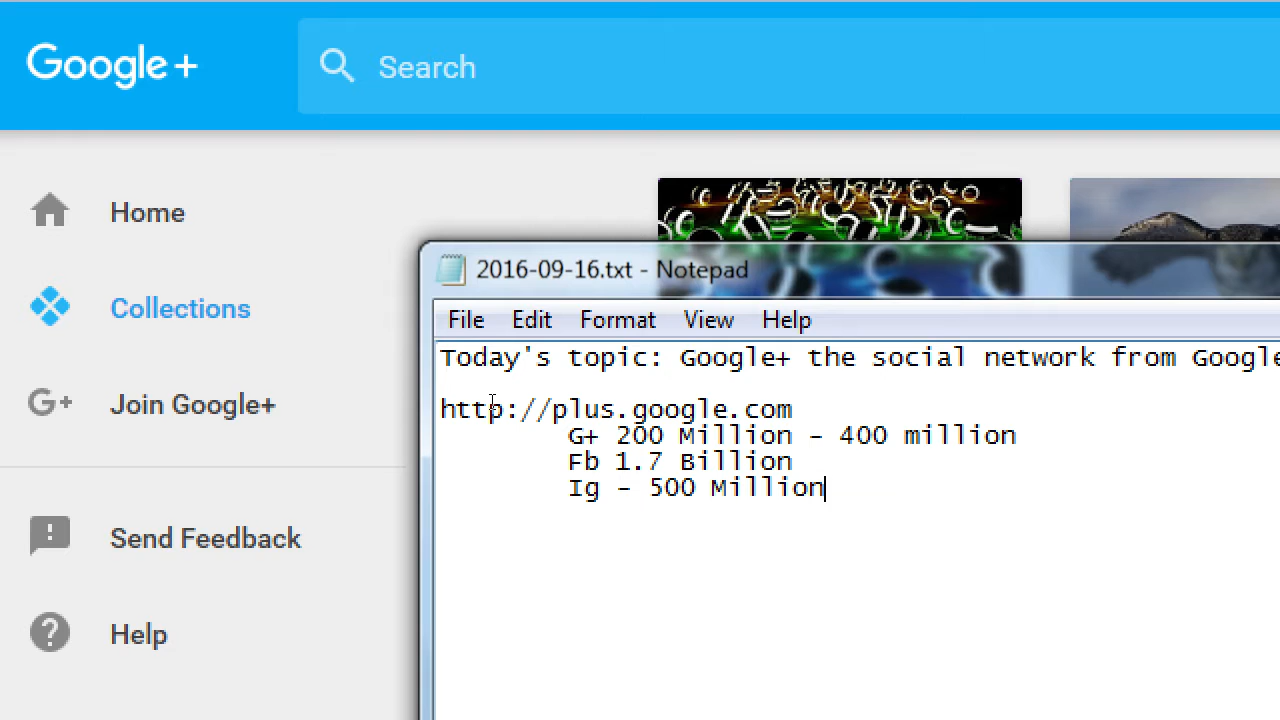 Google+
Search
Home
Collections
G+ Join Google+
Send Feedback
Help
2016-09-16.txt - Notepad
File Edit Format View Help
Today's topic: Google+ the social network from Google
http://plus.google.com
G+ 200 Million - 400 million
Fb 1.7 Billion
Ig - 500 Million